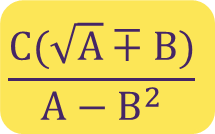 C(√A ∓ B)
A − B²